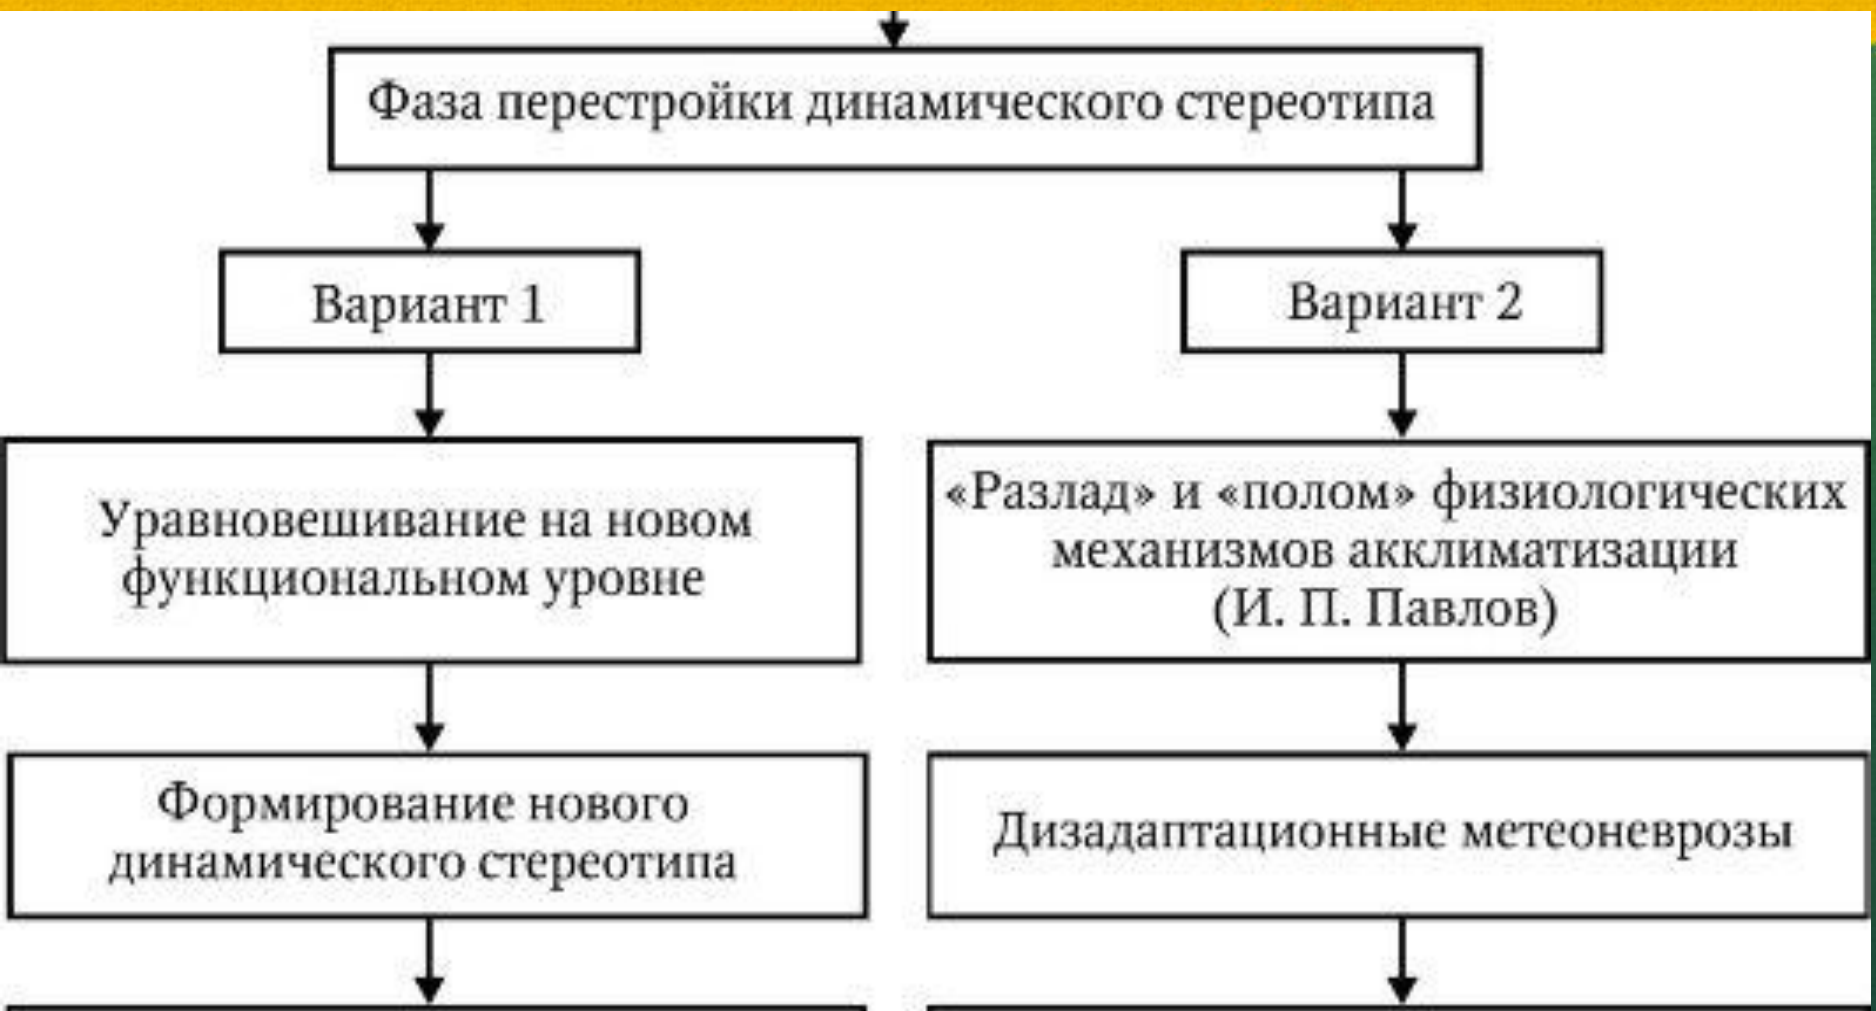 Фаза перестройки динамического стереотипа
Вариант 1
Вариант 2
Уравновешивание на новом
функциональном уровне
«Разлад» и «полом» физиологических
механизмов акклиматизации
(И. П. Павлов)
Формирование нового
динамического стереотипа
Дизадаптационные метеоневрозы